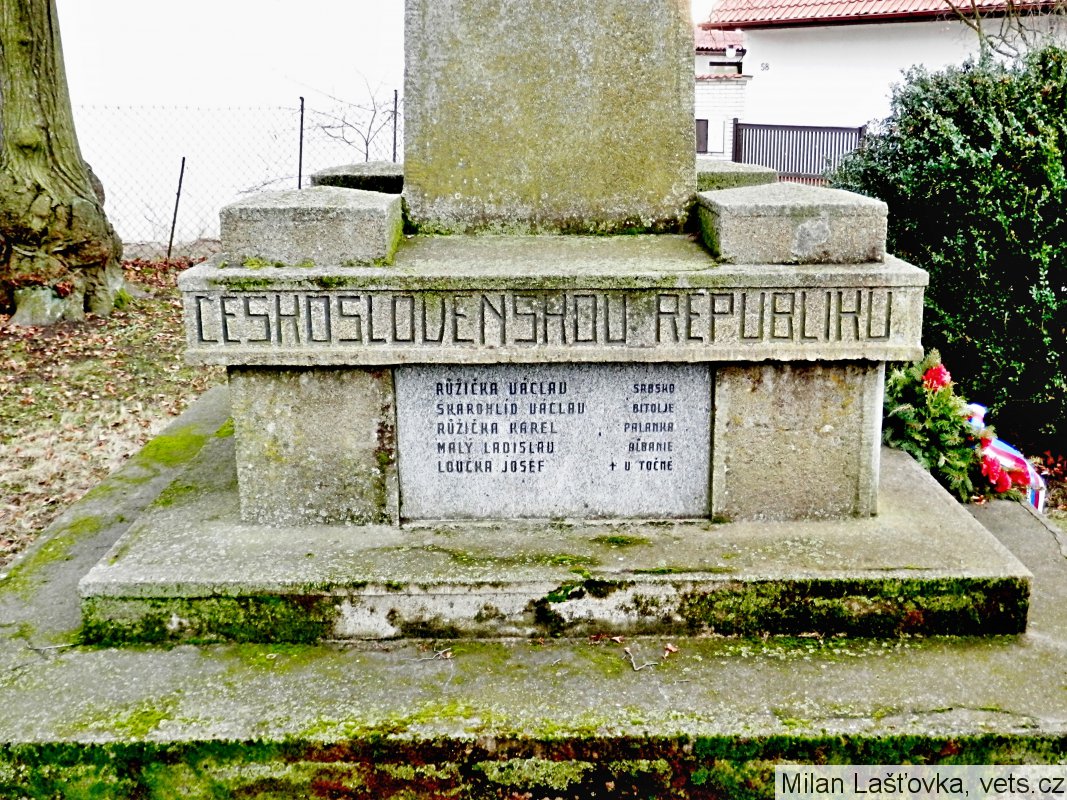 58
ČESKOSLOVENSKOU REPUBLIKU
RŮŽIČKA VÁCLAV SRBSKO
SKAROHLÍD VÁCLAV BITOLJE
RŮŽIČKA KAREL PALANKA
MALÝ LADISLAV ALBANIE
LOUČKA JOSEF + U TOČNÉ
Milan Lašťovka, vets.cz